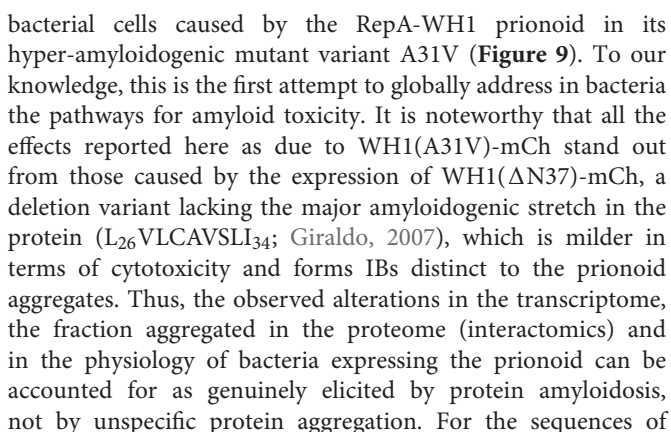 bacterial cells caused by the RepA-WH1 prionoid in its
hyper-amyloidogenic mutant variant A31V (Figure 9). To our
knowledge, this is the first attempt to globally address in bacteria
the pathways for amyloid toxicity. It is noteworthy that all the
effects reported here as due to WH1(A31V)-mCh stand out
from those caused by the expression of WH1(ΔN37)-mCh, a
deletion variant lacking the major amyloidogenic stretch in the
protein (L₂₆VLCAVSLI₃₄; Giraldo, 2007), which is milder in
terms of cytotoxicity and forms IBs distinct to the prionoid
aggregates. Thus, the observed alterations in the transcriptome,
the fraction aggregated in the proteome (interactomics) and
in the physiology of bacteria expressing the prionoid can be
accounted for as genuinely elicited by protein amyloidosis,
not by unspecific protein aggregation. For the sequences of